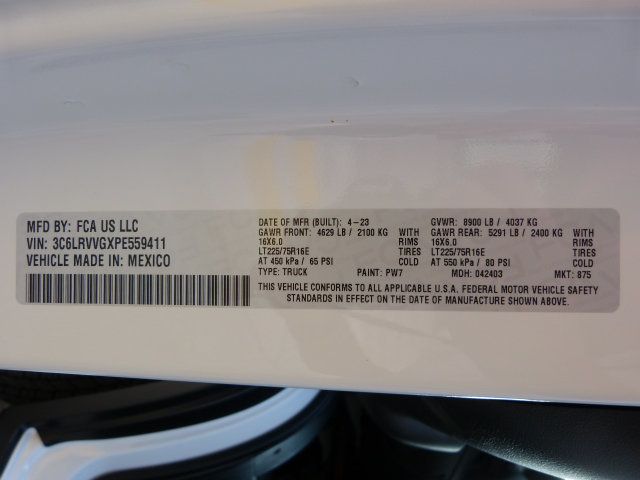 MFD BY: FCA US LLC
VIN: 3C6LRVVGXPE559411
VEHICLE MADE IN: MEXICO
DATE OF MFR (BUILT): 4-23
GAWR FRONT: 4629 LB / 2100 KG WITH
16X6.0 RIMS
LT225/75R16E TIRES
AT 450 kPa / 65 PSI COLD
TYPE: TRUCK PAINT: PW7
GVWR: 8900 LB / 4037 KG
GAWR REAR: 5291 LB / 2400 KG WITH
16X6.0 RIMS
LT225/75R16E TIRES
AT 550 kPa / 80 PSI COLD
MDH: 042403 MKT: 875
THIS VEHICLE CONFORMS TO ALL APPLICABLE U.S.A. FEDERAL MOTOR VEHICLE SAFETY
STANDARDS IN EFFECT ON THE DATE OF MANUFACTURE SHOWN ABOVE.